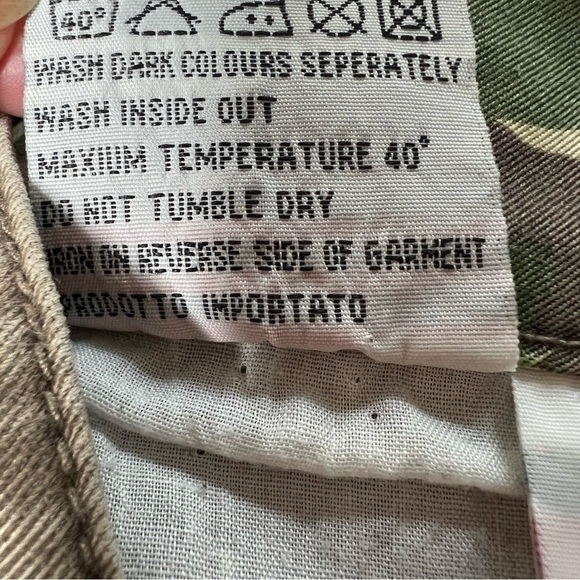 40°
WASH DARK COLOURS SEPERATELY
WASH INSIDE OUT
MAXIUM TEMPERATURE 40°
DO NOT TUMBLE DRY
IRON ON REVERSE SIDE OF GARMENT
PRODOTTO IMPORTATO